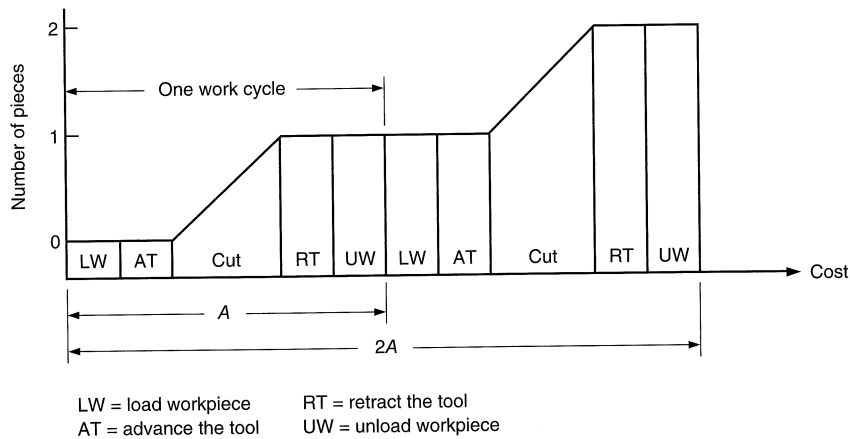 2
One work cycle
Number of pieces
1
0
LW AT Cut RT UW LW AT Cut RT UW
Cost
A
2A
LW = load workpiece RT = retract the tool
AT = advance the tool UW = unload workpiece